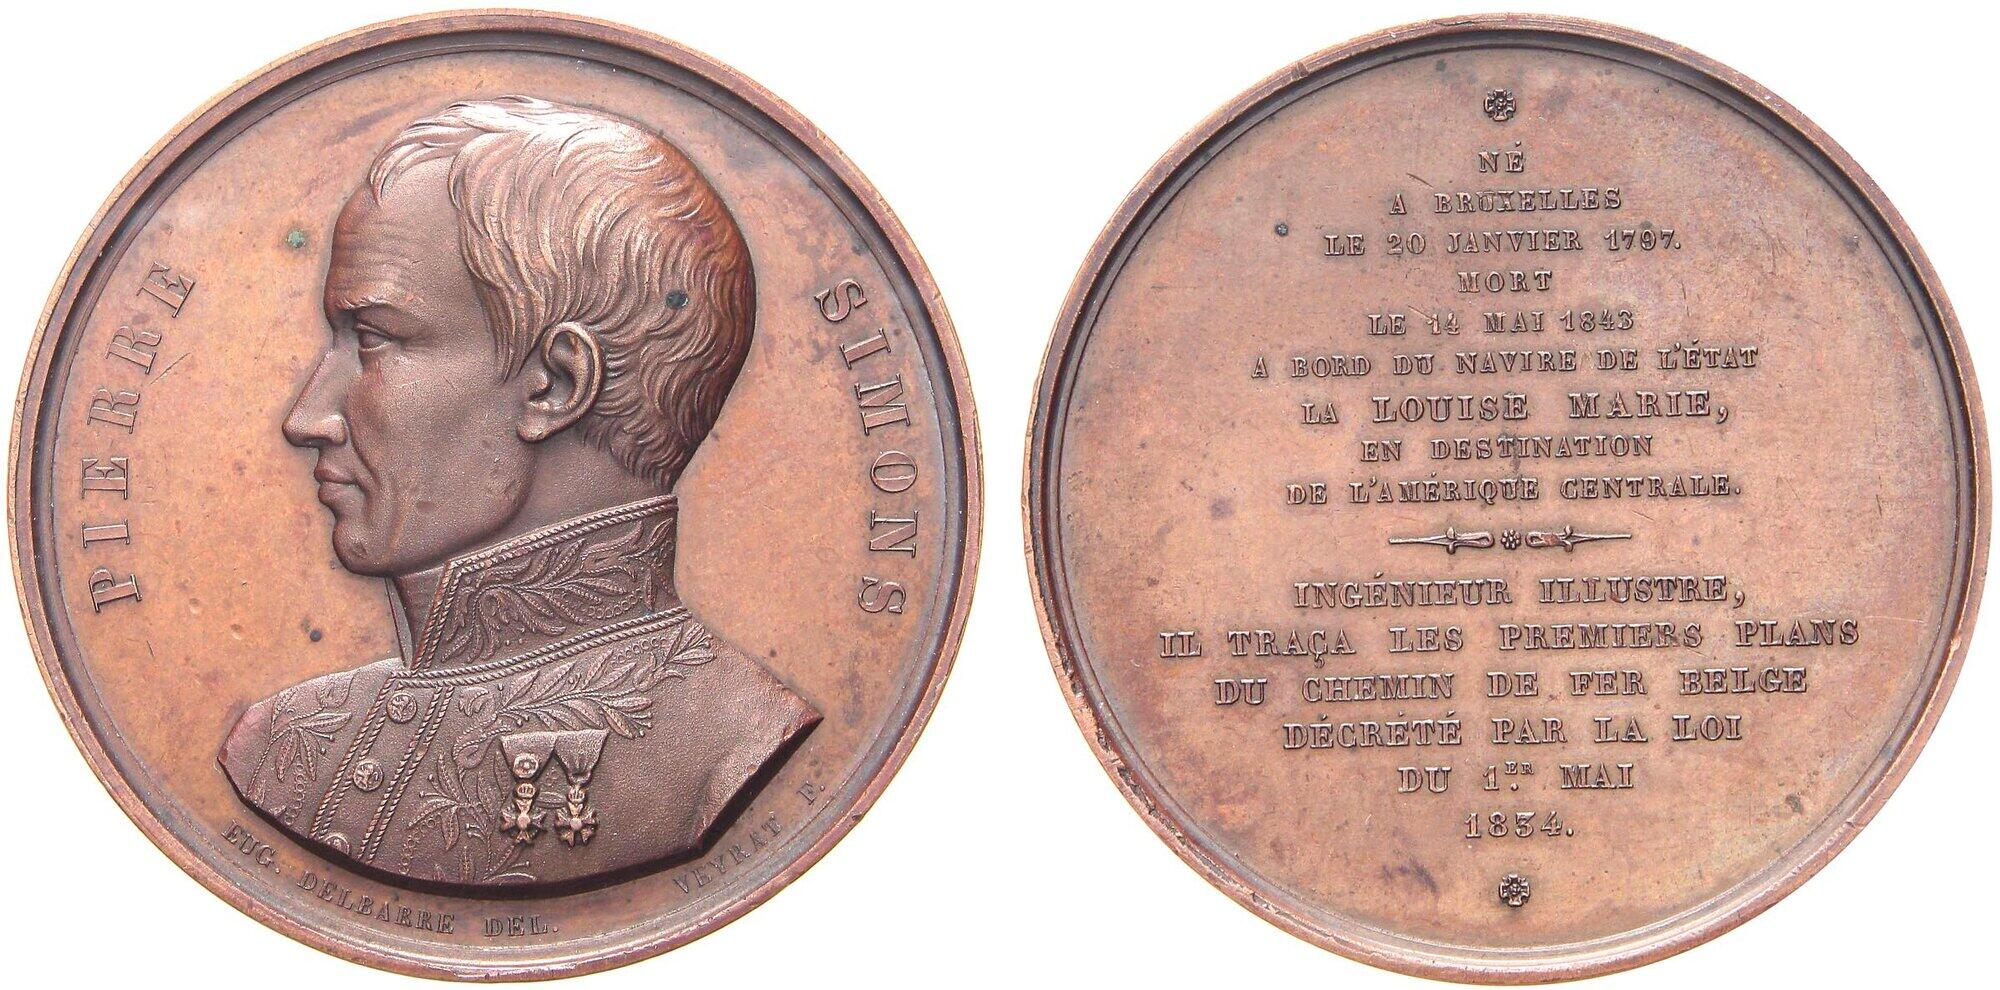 PIERRE SIMONS
EUG. DELBARRE DEL. VEYRAT F.
NÉ
A BRUXELLES
LE 20 JANVIER 1797.
MORT
LE 14 MAI 1843
A BORD DU NAVIRE DE L'ÉTAT
LA LOUISE MARIE,
EN DESTINATION
DE L'AMÉRIQUE CENTRALE.
INGÉNIEUR ILLUSTRE,
IL TRAÇA LES PREMIERS PLANS
DU CHEMIN DE FER BELGE
DÉCRÉTÉ PAR LA LOI
DU 1.ER MAI
1834.